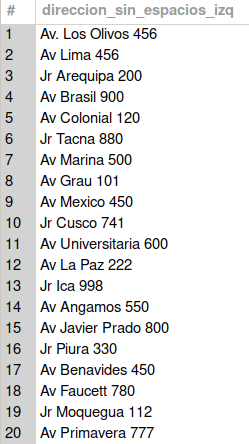 # direccion_sin_espacios_izq
1 Av. Los Olivos 456
2 Av Lima 456
3 Jr Arequipa 200
4 Av Brasil 900
5 Av Colonial 120
6 Jr Tacna 880
7 Av Marina 500
8 Av Grau 101
9 Av Mexico 450
10 Jr Cusco 741
11 Av Universitaria 600
12 Av La Paz 222
13 Jr Ica 998
14 Av Angamos 550
15 Av Javier Prado 800
16 Jr Piura 330
17 Av Benavides 450
18 Av Faucett 780
19 Jr Moquegua 112
20 Av Primavera 777